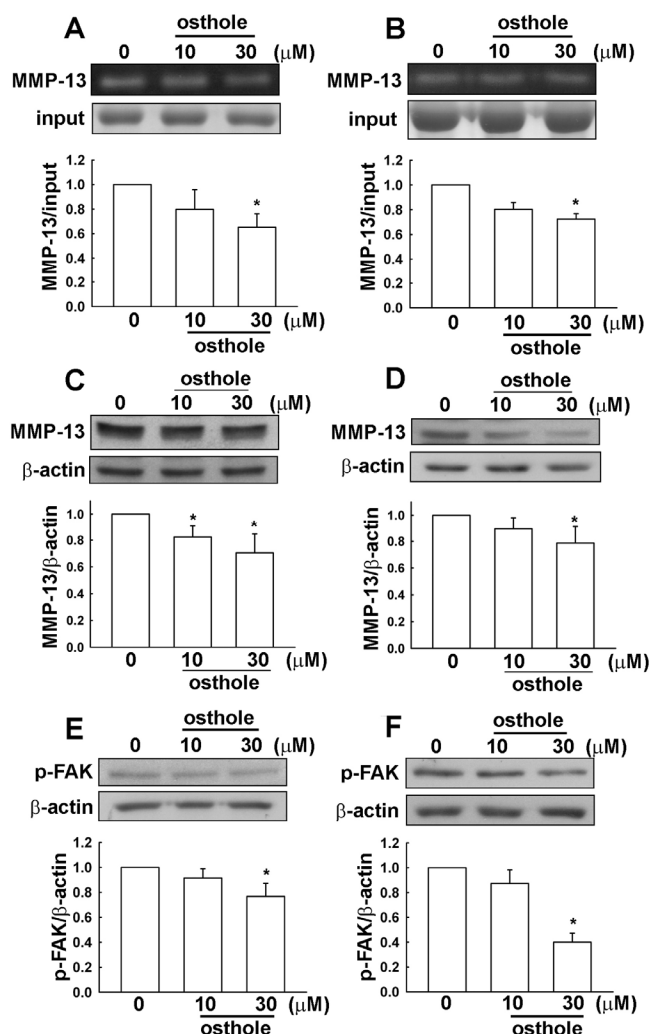 A
osthole
0 10 30 (μM)
MMP-13
input
MMP-13/input
1.2
1.0
0.8
0.6
0.4
0.2
0.0
*
0 10 30 (μM)
osthole
B
osthole
0 10 30 (μM)
MMP-13
input
MMP-13/input
1.2
1.0
0.8
0.6
0.4
0.2
0.0
*
0 10 30 (μM)
osthole
C
osthole
0 10 30 (μM)
MMP-13
β-actin
MMP-13/β-actin
1.2
1.0
0.8
0.6
0.4
0.2
0.0
* *
0 10 30 (μM)
osthole
D
osthole
0 10 30 (μM)
MMP-13
β-actin
MMP-13/β-actin
1.2
1.0
0.8
0.6
0.4
0.2
0.0
*
0 10 30 (μM)
osthole
E
osthole
0 10 30 (μM)
p-FAK
β-actin
p-FAK/β-actin
1.2
1.0
0.8
0.6
0.4
0.2
0.0
*
0 10 30 (μM)
osthole
F
osthole
0 10 30 (μM)
p-FAK
β-actin
p-FAK/β-actin
1.2
1.0
0.8
0.6
0.4
0.2
0.0
*
0 10 30 (μM)
osthole